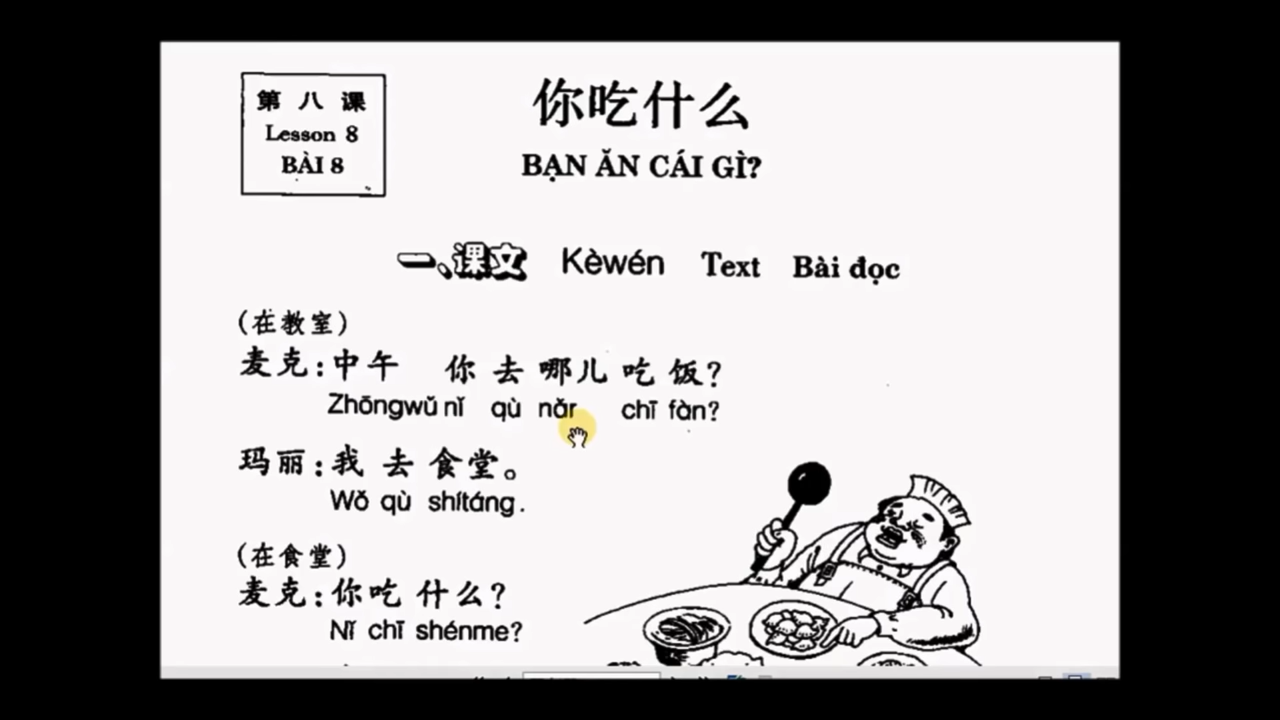 第八课
Lesson 8
BÀI 8
你吃什么
BẠN ĂN CÁI GÌ?
一、课文 Kèwén Text Bài đọc
(在教室)
麦克:中午 你去哪儿吃饭?
Zhōngwǔ nǐ qù nǎr chī fàn?
玛丽:我去食堂。
Wǒ qù shítáng.
(在食堂)
麦克:你吃什么?
Nǐ chī shénme?